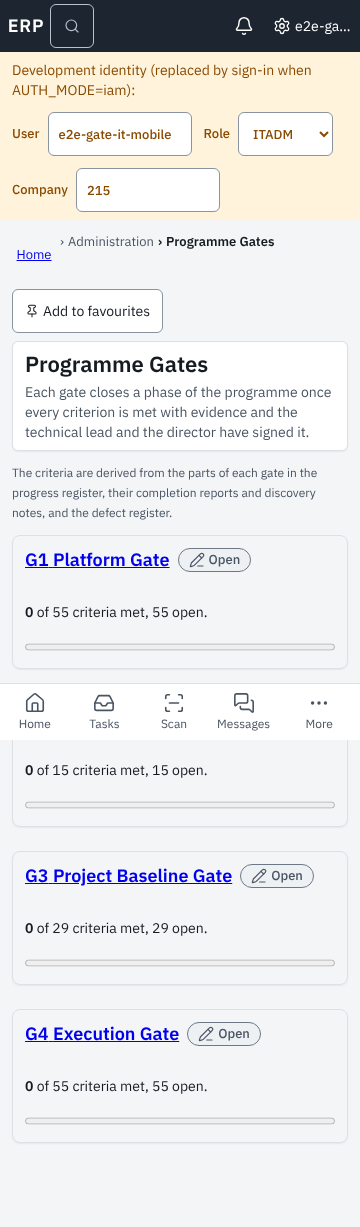 ERP
e2e-ga...
Development identity (replaced by sign-in when
AUTH_MODE=iam):
User e2e-gate-it-mobile Role ITADM
Company 215
Home › Administration › Programme Gates
Add to favourites
Programme Gates
Each gate closes a phase of the programme once
every criterion is met with evidence and the
technical lead and the director have signed it.
The criteria are derived from the parts of each gate in the
progress register, their completion reports and discovery
notes, and the defect register.
G1 Platform Gate Open
0 of 55 criteria met, 55 open.
Home Tasks Scan Messages More
0 of 15 criteria met, 15 open.
G3 Project Baseline Gate Open
0 of 29 criteria met, 29 open.
G4 Execution Gate Open
0 of 55 criteria met, 55 open.